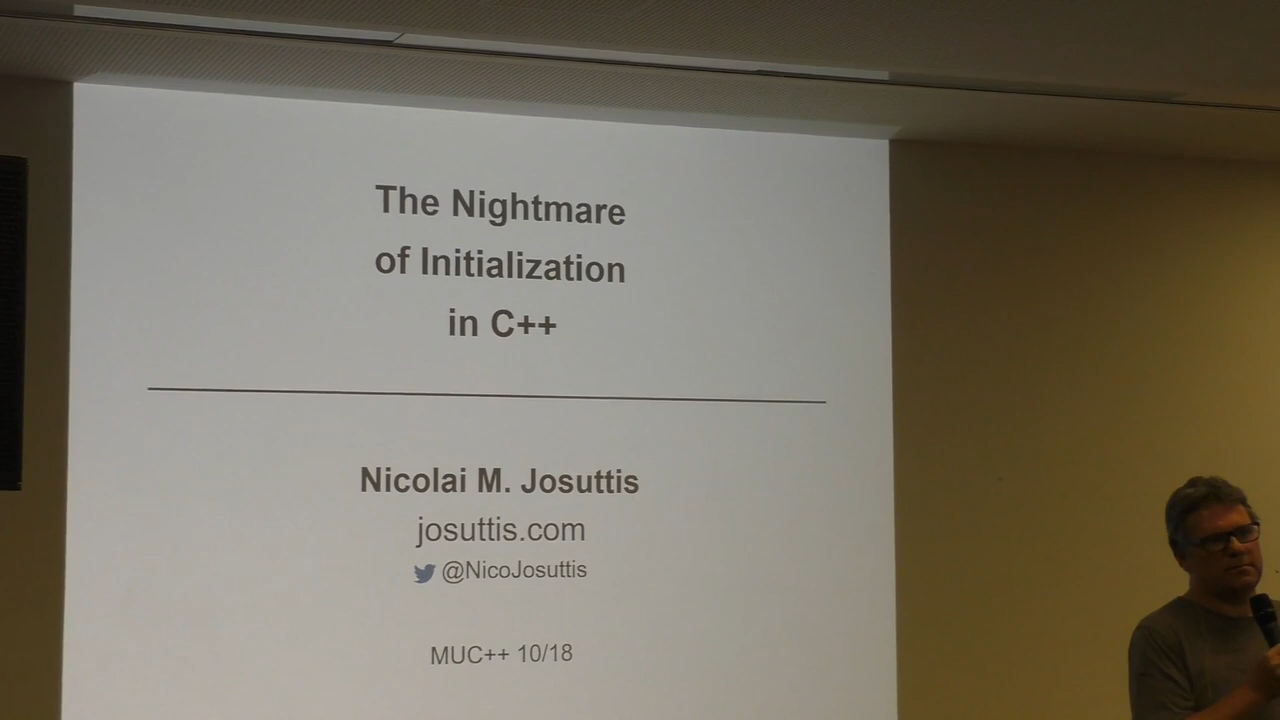 The Nightmare
of Initialization
in C++
Nicolai M. Josuttis
josuttis.com
@NicoJosuttis
MUC++ 10/18